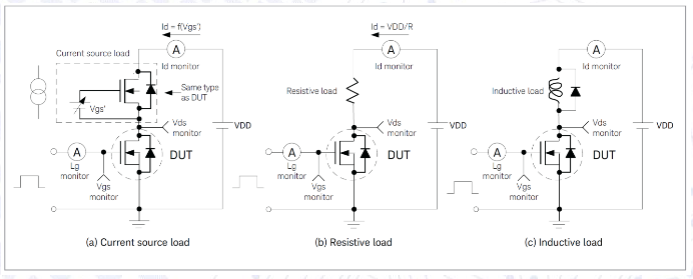 Id - f(Vgs')
A
Id monitor
Current source load
Same type
as DUT
Vgs'
Vds
monitor
VDD
A
Lg
monitor
DUT
Vgs
monitor
(a) Current source load
Id - VDD/R
A
Id monitor
Resistive load
Vds
monitor
VDD
A
Lg
monitor
DUT
Vgs
monitor
(b) Resistive load
A
Id monitor
Inductive load
Vds
monitor
VDD
A
Lg
monitor
DUT
Vgs
monitor
(c) Inductive load